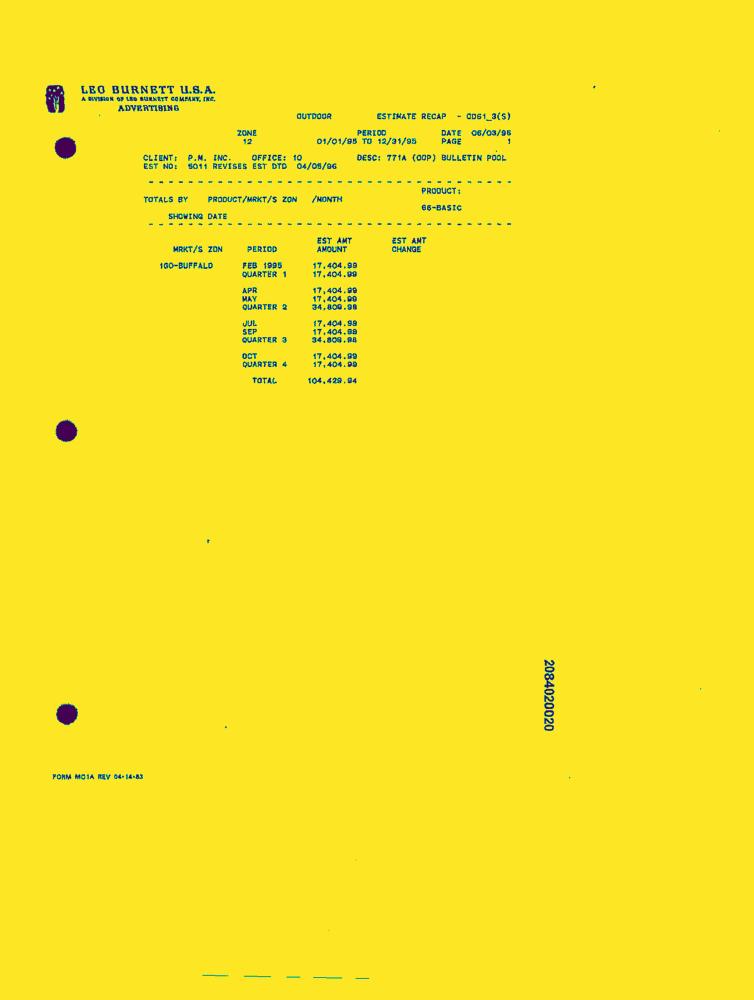 LEO BURNETT U.S.A.
A DIVISION OF LEO BURNETT COMPANY, INC.
ADVERTISING
OUTDOOR ESTIMATE RECAP - OD61_3(S)
ZONE PERIOD DATE 06/03/96
12 01/01/95 TO 12/31/95 PAGE 1
CLIENT: P.M. INC. OFFICE: 10 DESC: 771A (OOP) BULLETIN POOL
EST NO: 5011 REVISES EST DTD 04/05/96
PRODUCT:
TOTALS BY PRODUCT/MRKT/S ZON /MONTH
66-BASIC
SHOWING DATE
EST AMT EST AMT
MRKT/S ZON PERIOD AMOUNT CHANGE
160-BUFFALO FEB 1995 17,404.99
QUARTER 1 17,404.99
APR 17,404.99
MAY 17,404.99
QUARTER 2 34,809.98
JUL 17,404.99
SEP 17,404.99
QUARTER 3 34,809.98
OCT 17,404.99
QUARTER 4 17,404.99
TOTAL 104,429.94
2084020020
FORM MC1A REV 04-14-83